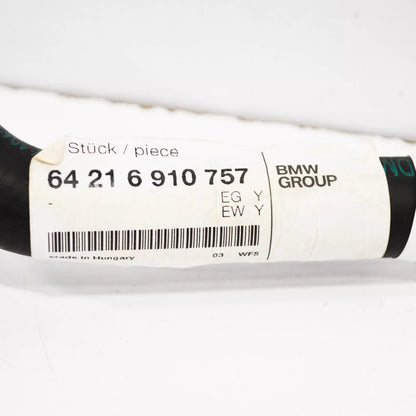 Stück / piece
64 21 6 910 757
EG Y
EW Y
BMW
GROUP
Made in Hungary
03 WF5